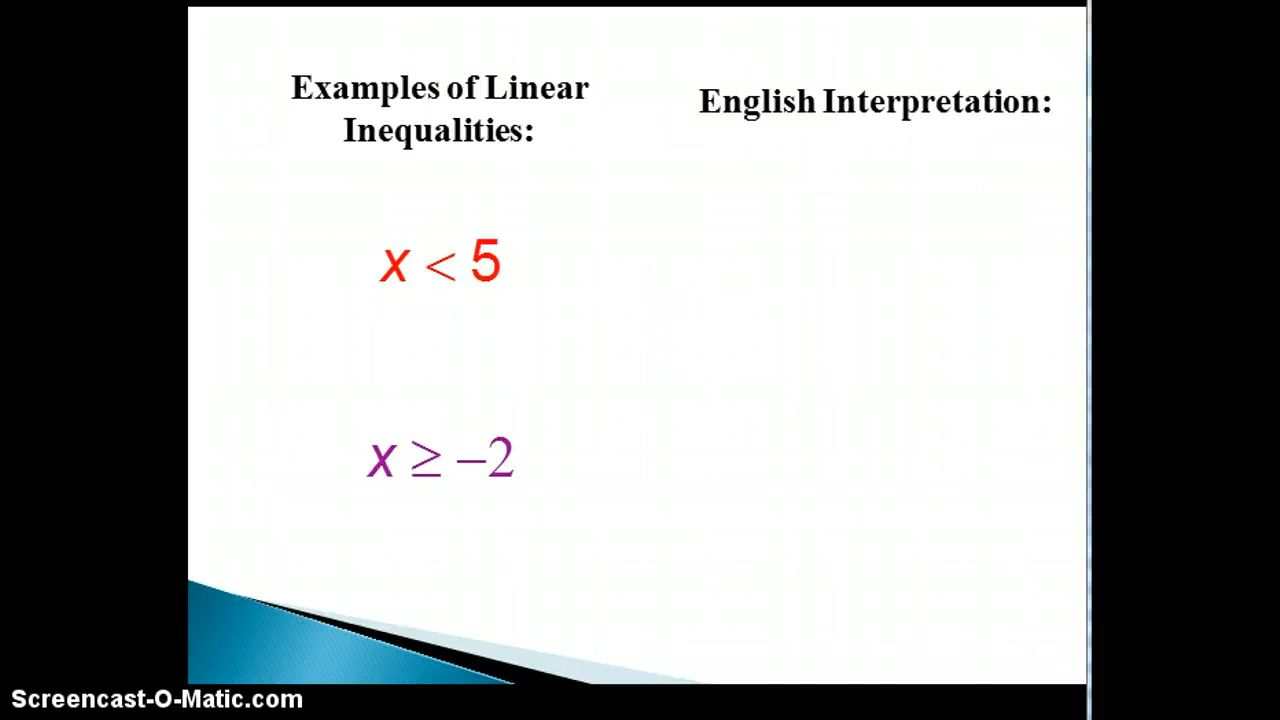 Examples of Linear
Inequalities:
English Interpretation:
x < 5
x ≥ –2
Screencast-O-Matic.com